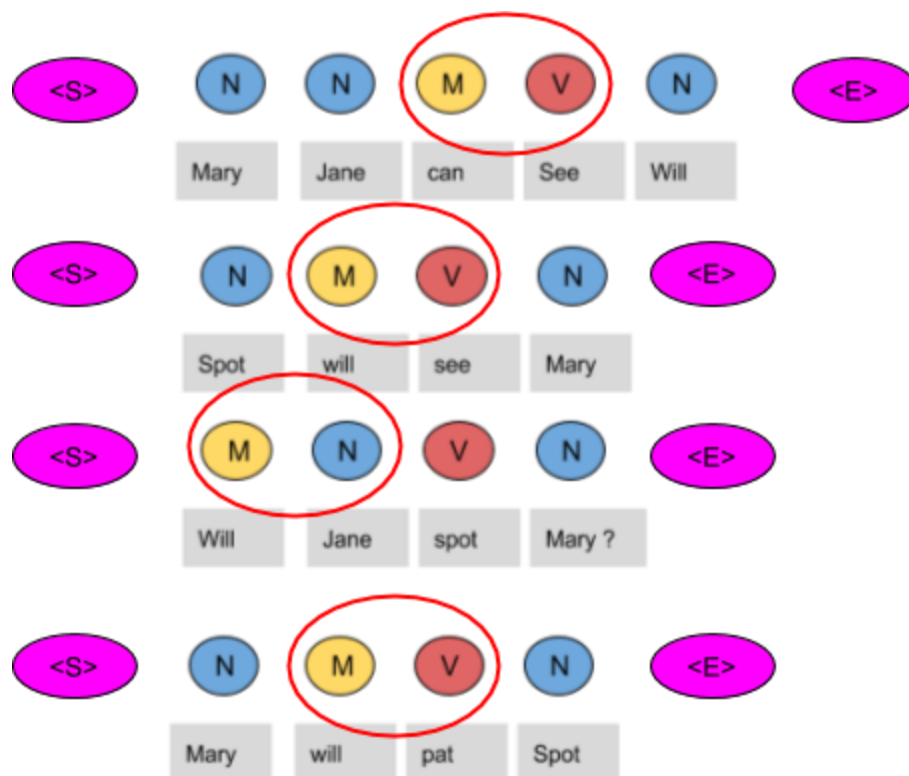 <S> N N M V N <E>
Mary Jane can See Will
<S> N M V N <E>
Spot will see Mary
<S> M N V N <E>
Will Jane spot Mary ?
<S> N M V N <E>
Mary will pat Spot